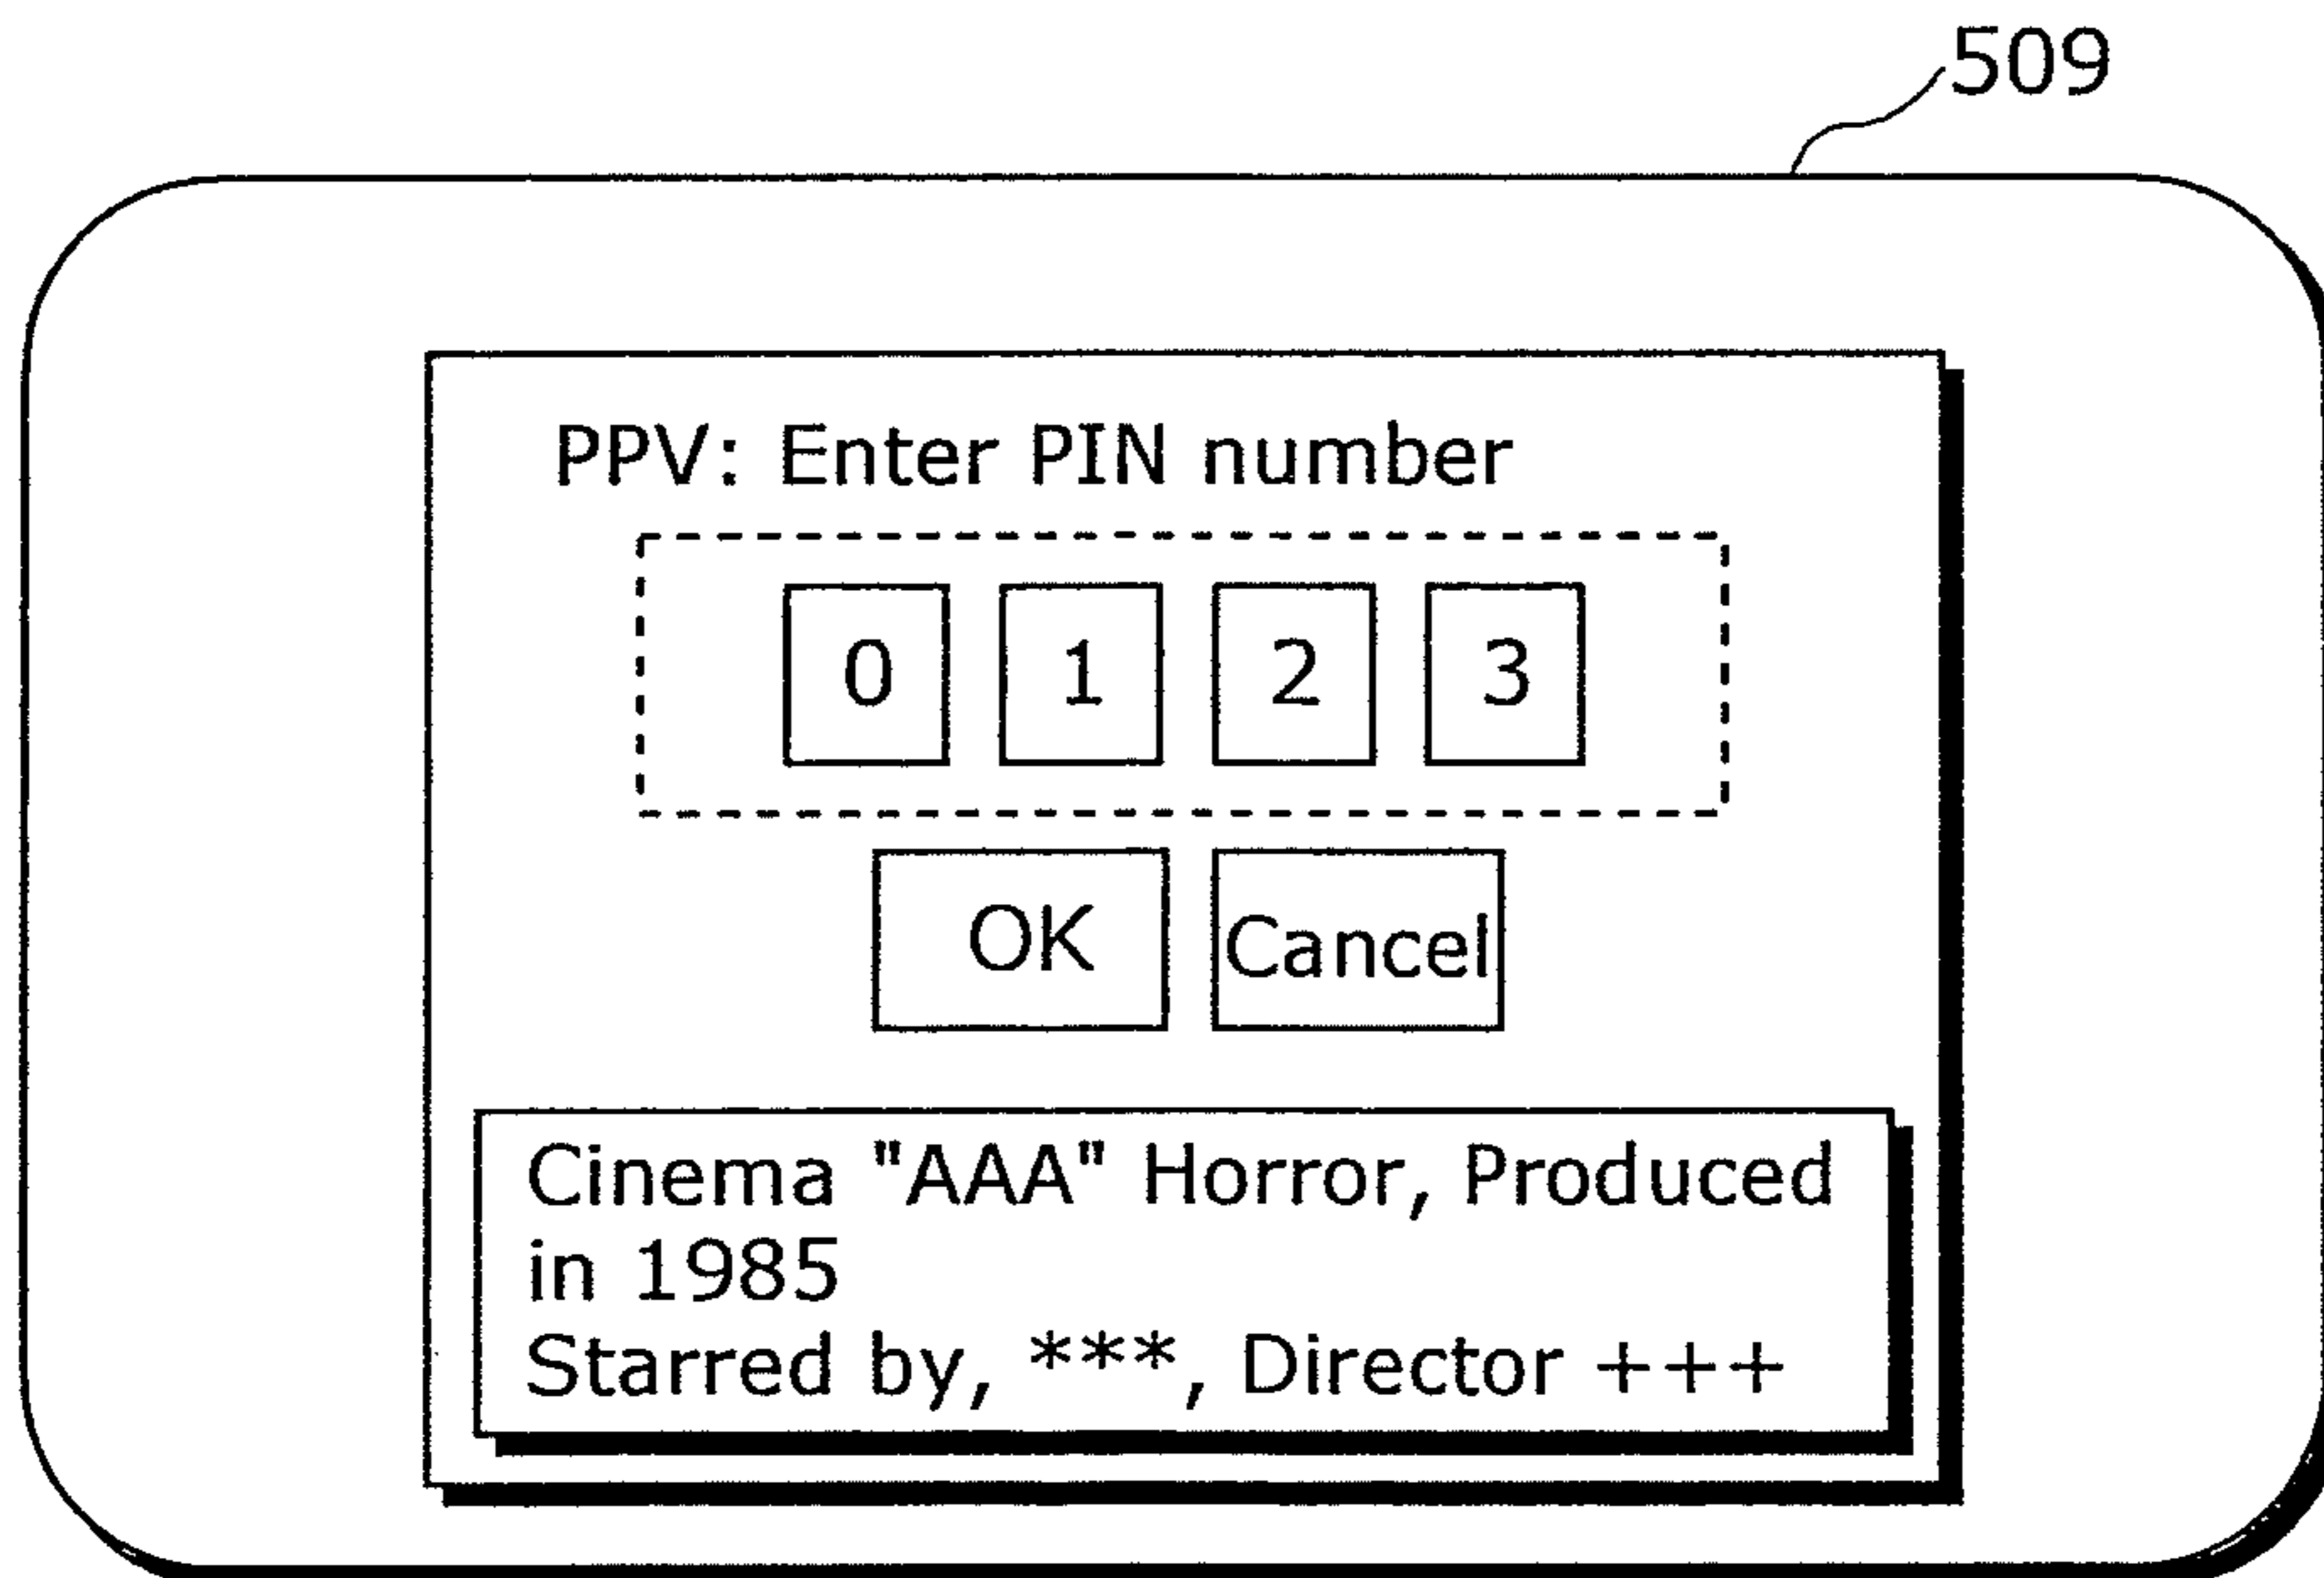 509
PPV: Enter PIN number
0 1 2 3
OK Cancel
Cinema "AAA" Horror, Produced
in 1985
Starred by, ***, Director +++